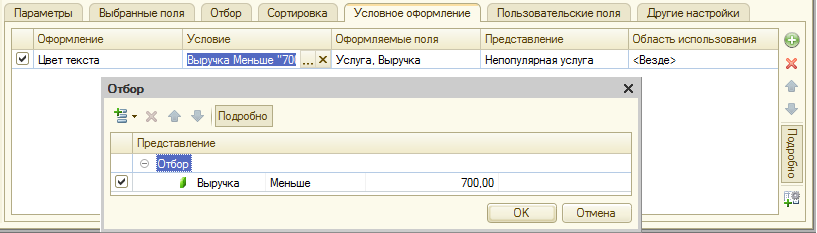 Параметры Выбранные поля Отбор Сортировка Условное оформление Пользовательские поля Другие настройки
Оформление Условие Оформляемые поля Представление Область использования
Цвет текста Выручка Меньше "70 ... × Услуга, Выручка Непопулярная услуга <Везде>
Отбор
Подробно
Представление
Отбор
Выручка Меньше 700,00
OK Отмена
Подробно